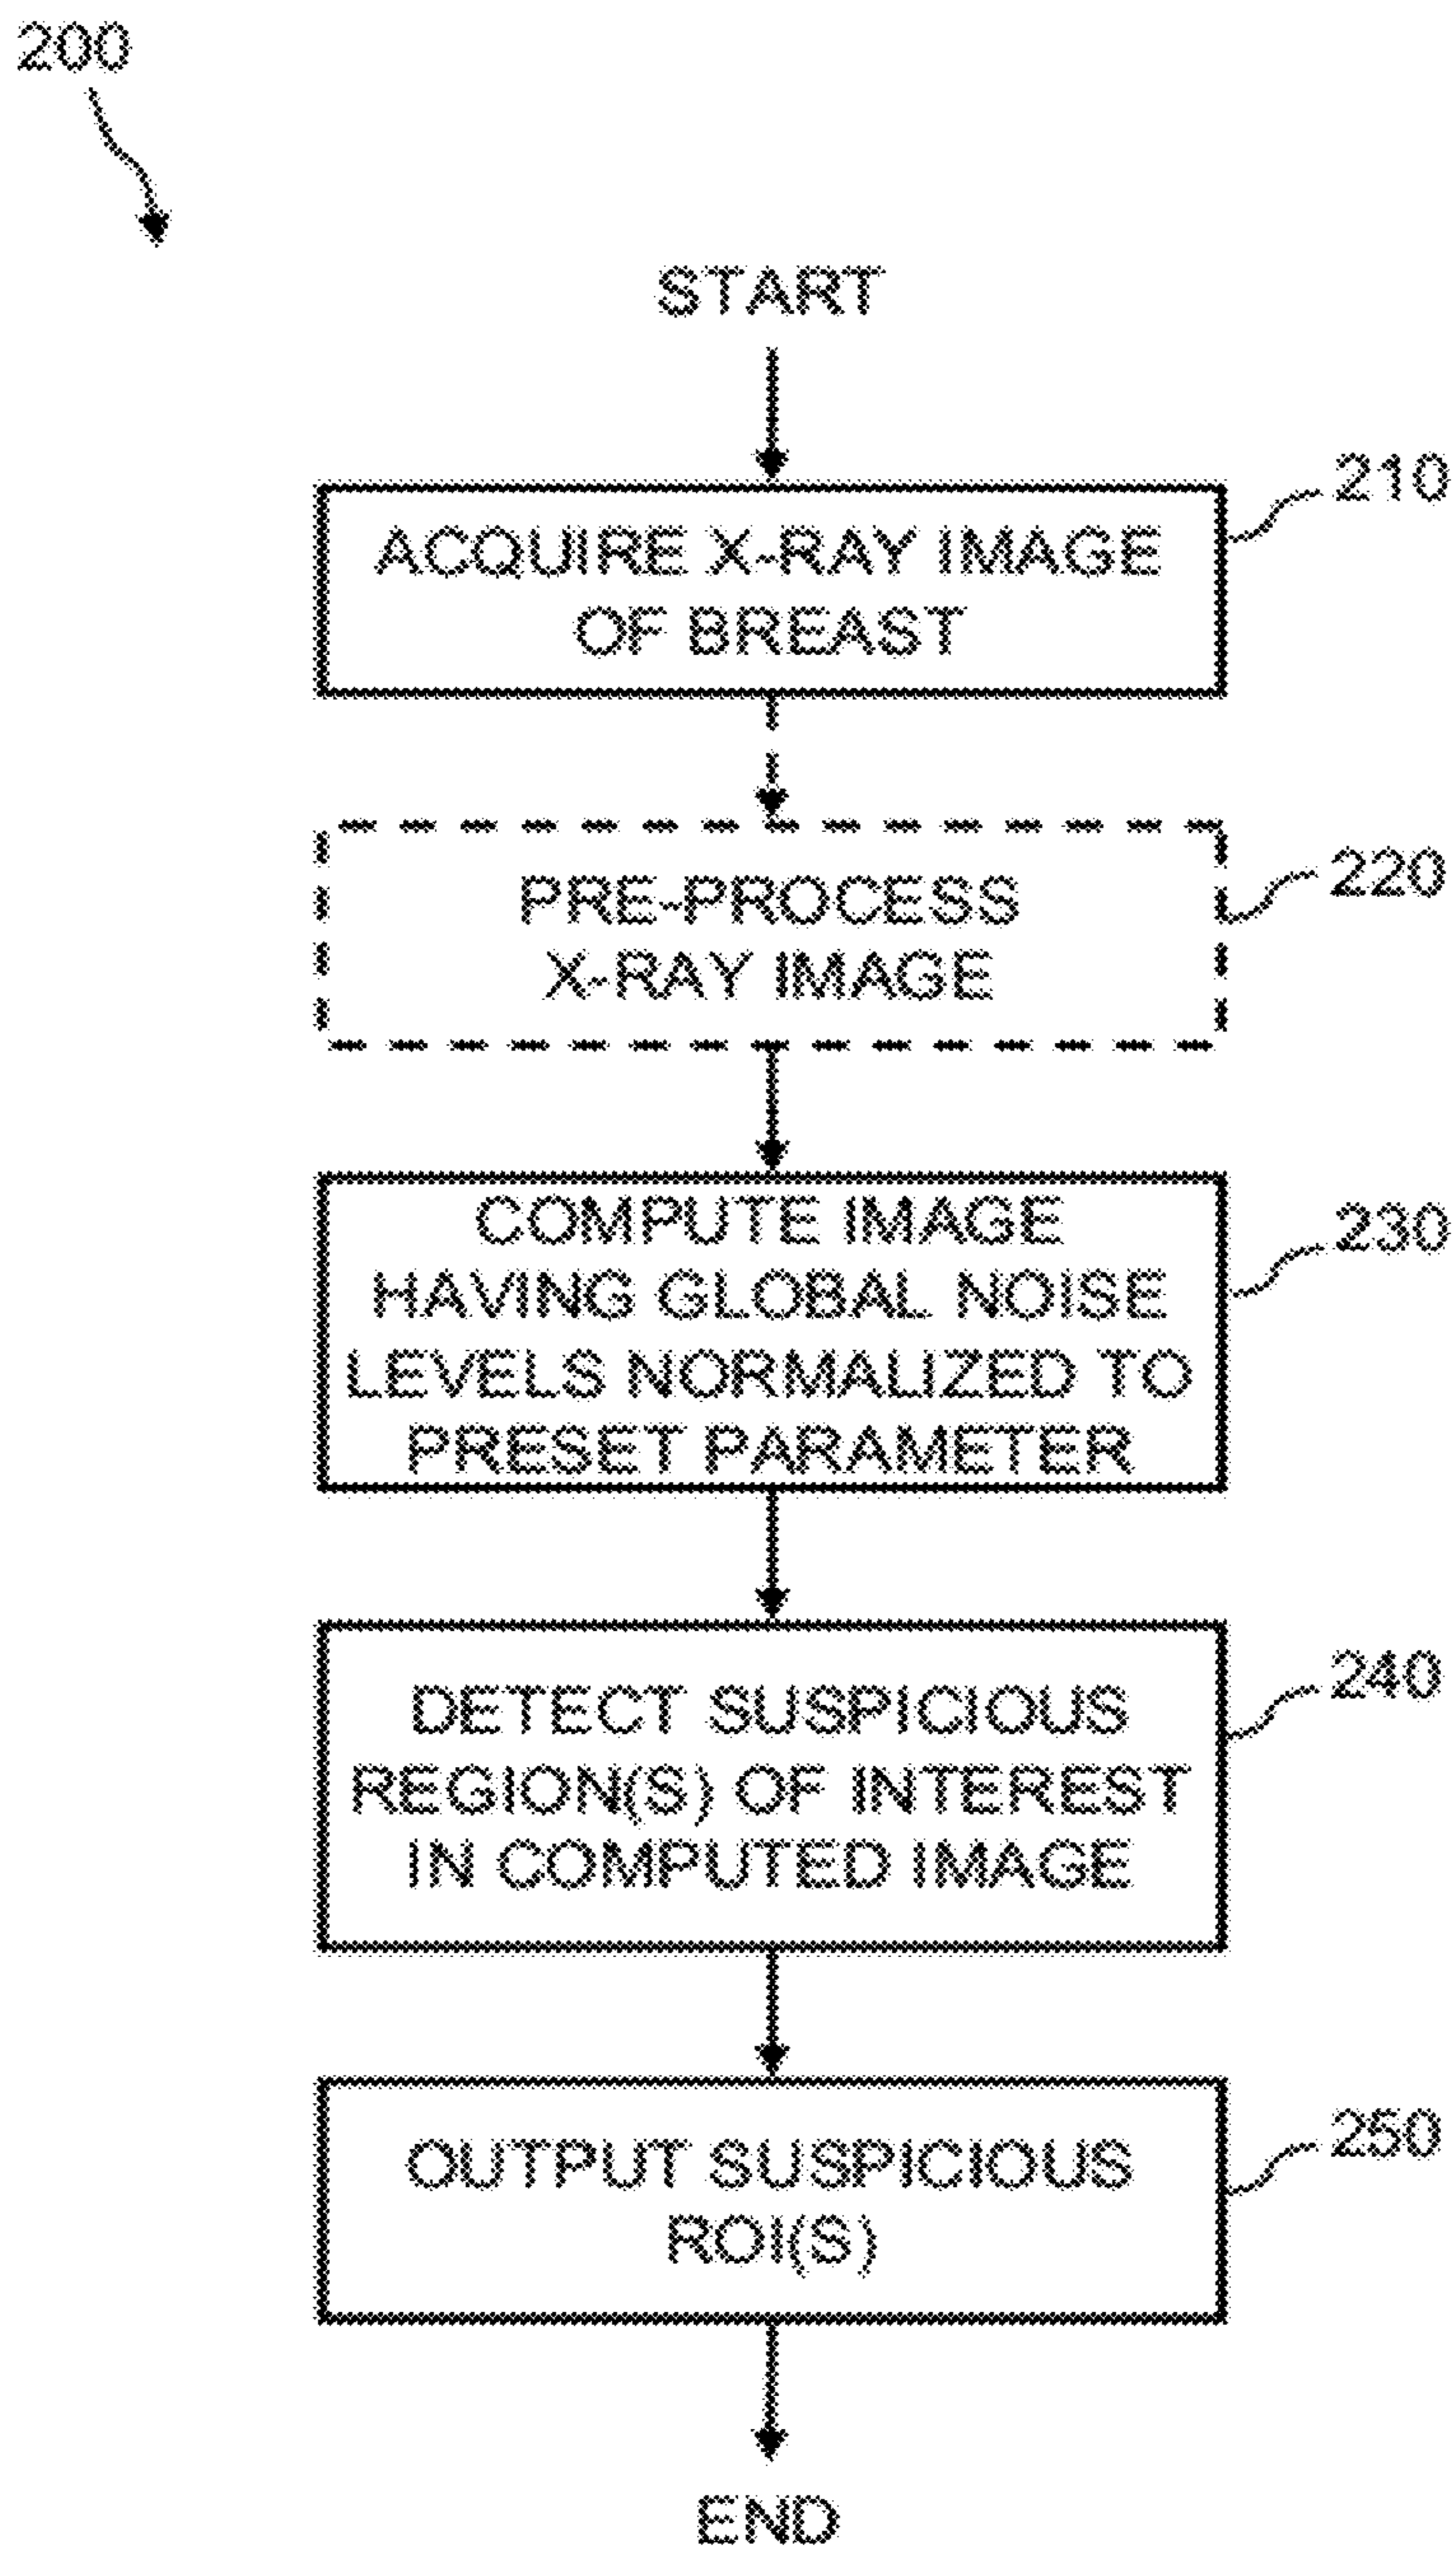 200
START
210
ACQUIRE X-RAY IMAGE
OF BREAST
220
PRE-PROCESS
X-RAY IMAGE
230
COMPUTE IMAGE
HAVING GLOBAL NOISE
LEVELS NORMALIZED TO
PRESET PARAMETER
240
DETECT SUSPICIOUS
REGION(S) OF INTEREST
IN COMPUTED IMAGE
250
OUTPUT SUSPICIOUS
ROI(S)
END